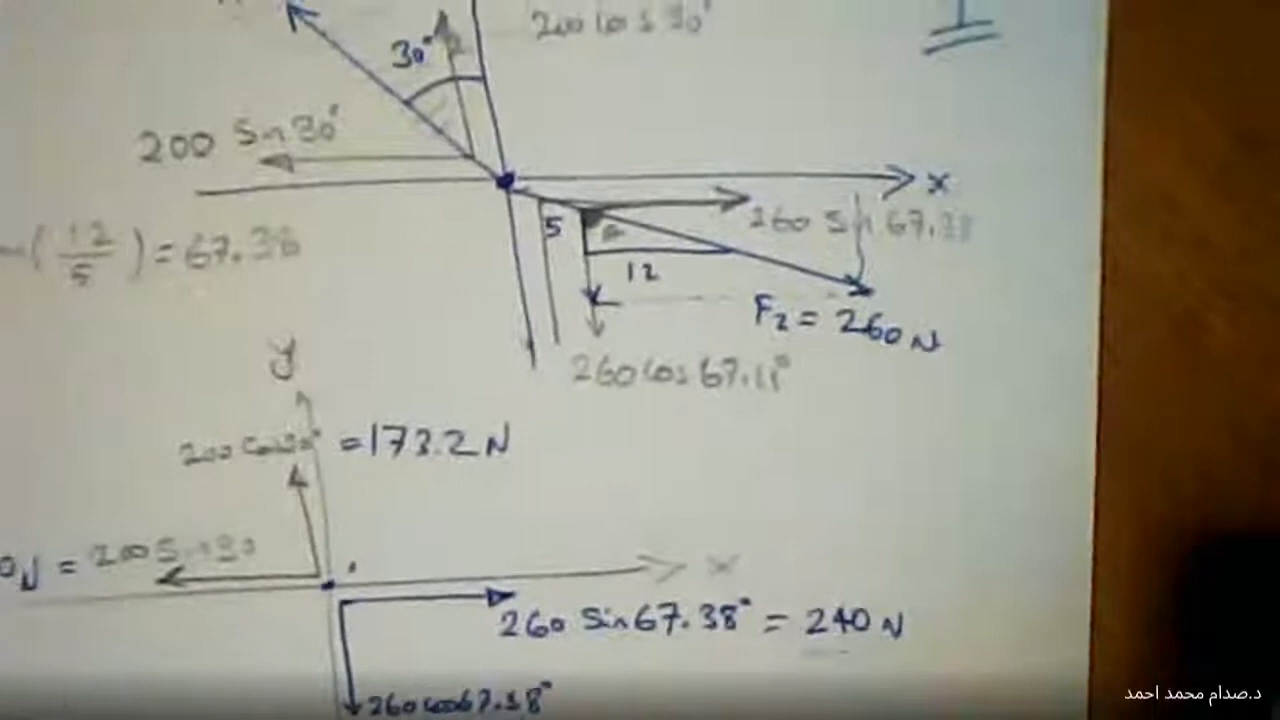 200 cos 30°
30°
200 Sin 30°
x
5
260 Sin 67.38
(12/5) = 67.38
12
F2 = 260 N
260 cos 67.
y
200 cos 30° = 173.2 N
N = 200 Sin 30
x
260 Sin 67.38° = 240 N
260 cos 67.38°
د.صدام محمد احمد